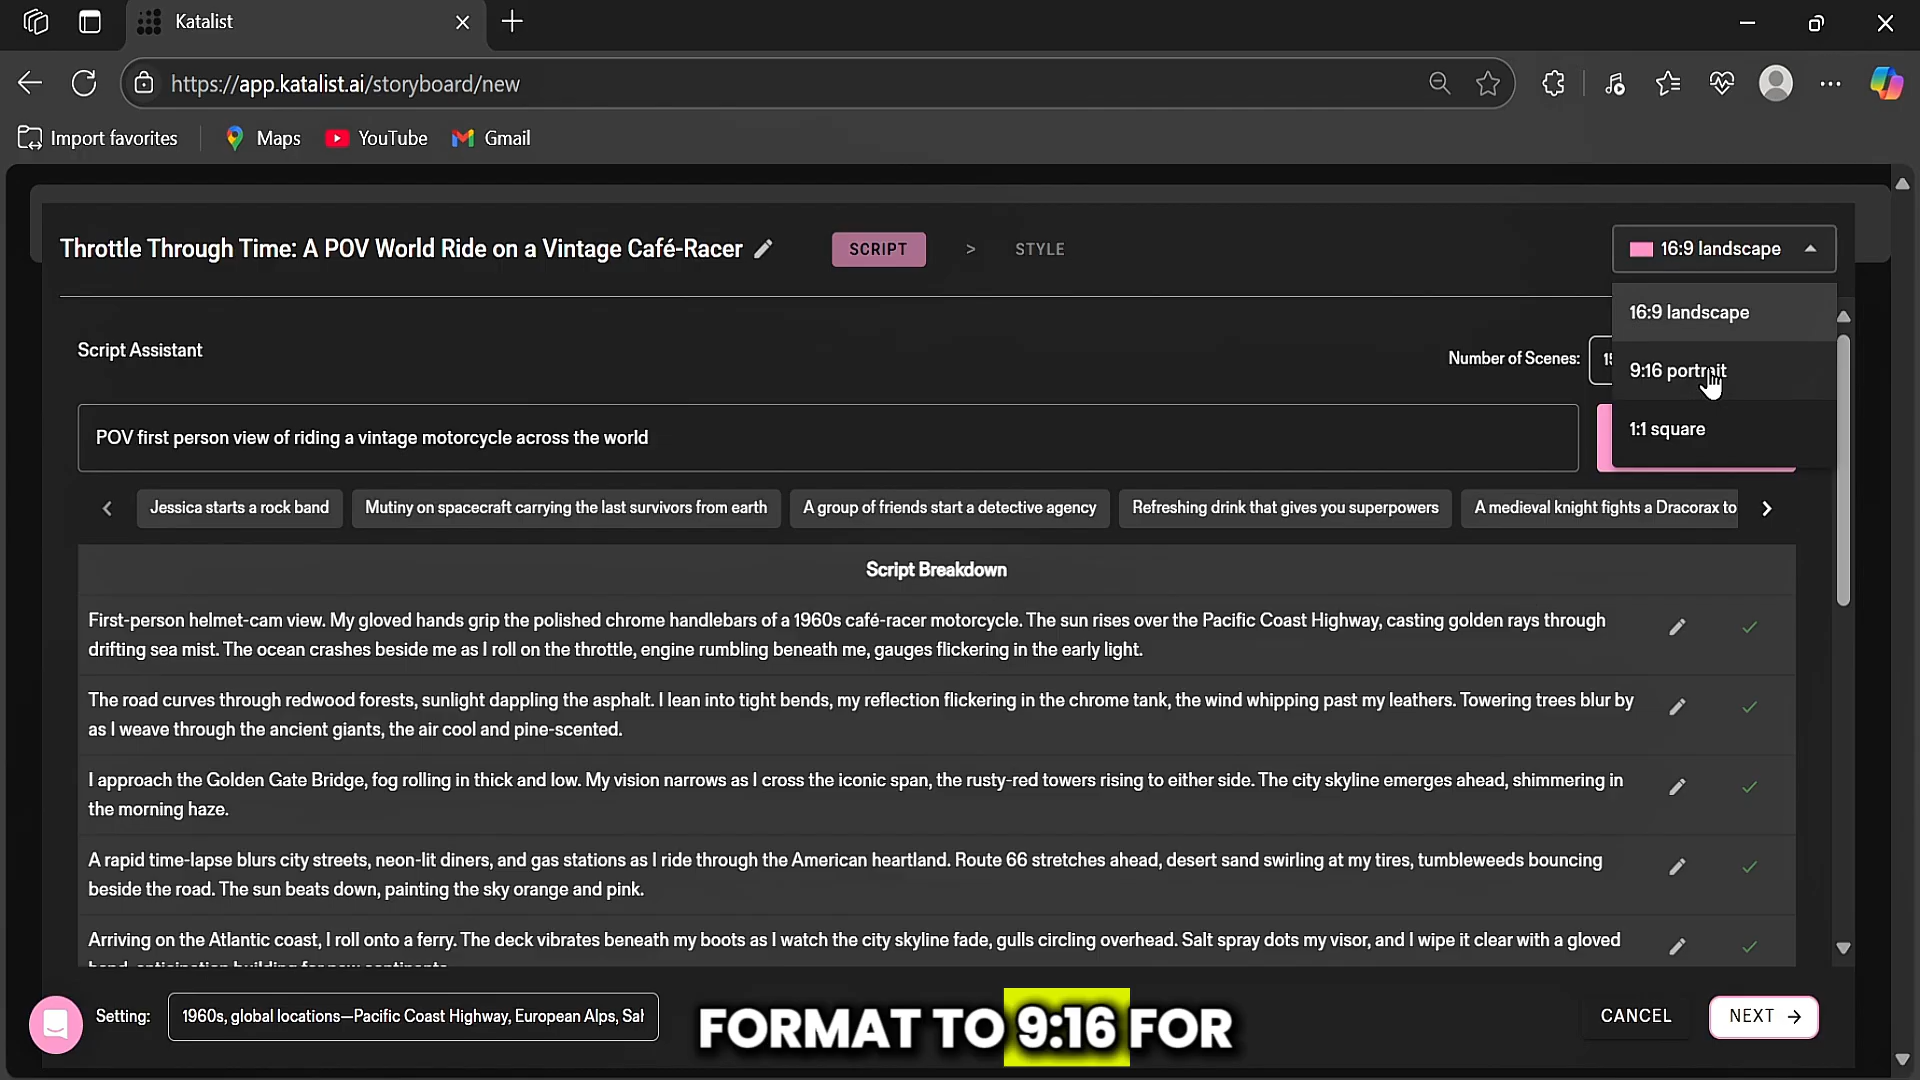 Katalist
https://app.katalist.ai/storyboard/new
Import favorites
Maps
YouTube
Gmail
Throttle Through Time: A POV World Ride on a Vintage Café-Racer
SCRIPT > STYLE
16:9 landscape
16:9 landscape
9:16 portrait
1:1 square
Script Assistant
Number of Scenes:
POV first person view of riding a vintage motorcycle across the world
Jessica starts a rock band
Mutiny on spacecraft carrying the last survivors from earth
A group of friends start a detective agency
Refreshing drink that gives you superpowers
A medieval knight fights a Dracorax to
Script Breakdown
First-person helmet-cam view. My gloved hands grip the polished chrome handlebars of a 1960s café-racer motorcycle. The sun rises over the Pacific Coast Highway, casting golden rays through
drifting sea mist. The ocean crashes beside me as I roll on the throttle, engine rumbling beneath me, gauges flickering in the early light.
The road curves through redwood forests, sunlight dappling the asphalt. I lean into tight bends, my reflection flickering in the chrome tank, the wind whipping past my leathers. Towering trees blur by
as I weave through the ancient giants, the air cool and pine-scented.
I approach the Golden Gate Bridge, fog rolling in thick and low. My vision narrows as I cross the iconic span, the rusty-red towers rising to either side. The city skyline emerges ahead, shimmering in
the morning haze.
A rapid time-lapse blurs city streets, neon-lit diners, and gas stations as I ride through the American heartland. Route 66 stretches ahead, desert sand swirling at my tires, tumbleweeds bouncing
beside the road. The sun beats down, painting the sky orange and pink.
Arriving on the Atlantic coast, I roll onto a ferry. The deck vibrates beneath my boots as I watch the city skyline fade, gulls circling overhead. Salt spray dots my visor, and I wipe it clear with a gloved
Setting:
1960s, global locations—Pacific Coast Highway, European Alps, Sal
FORMAT TO 9:16 FOR
CANCEL
NEXT